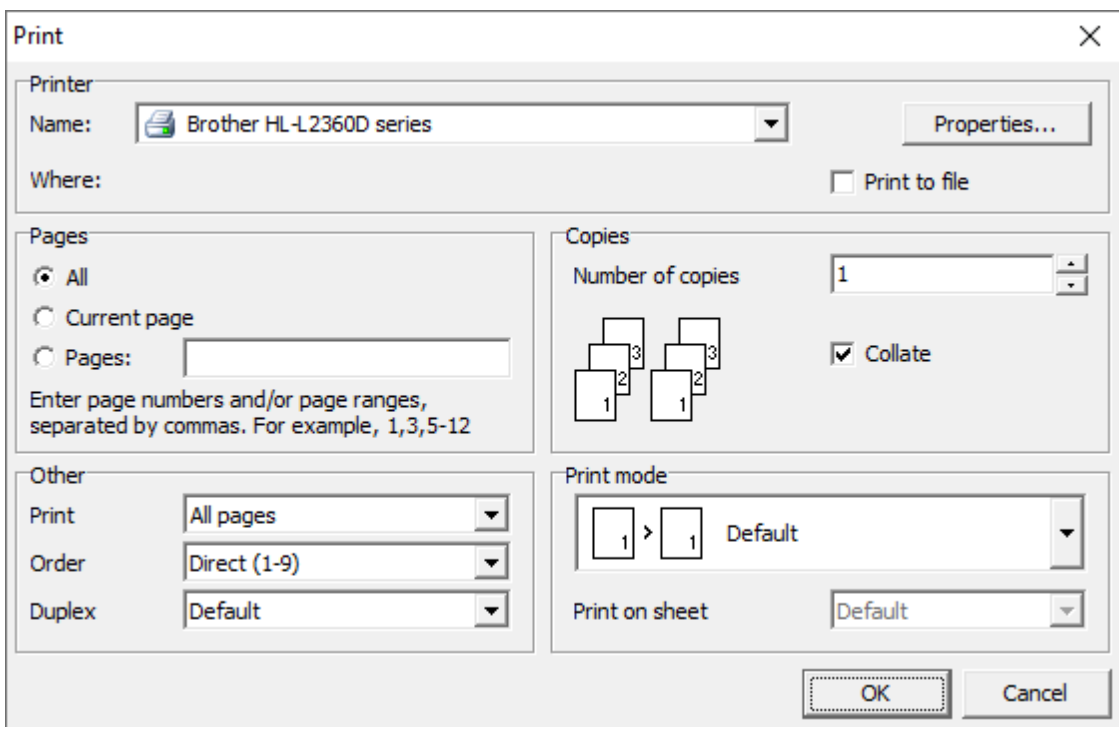 Print
Printer
Name: Brother HL-L2360D series Properties...
Where: Print to file
Pages
All
Current page
Pages:
Enter page numbers and/or page ranges,
separated by commas. For example, 1,3,5-12
Copies
Number of copies 1
3 3
2 2
1 1
Collate
Other
Print All pages
Order Direct (1-9)
Duplex Default
Print mode
1 > 1 Default
Print on sheet Default
OK Cancel